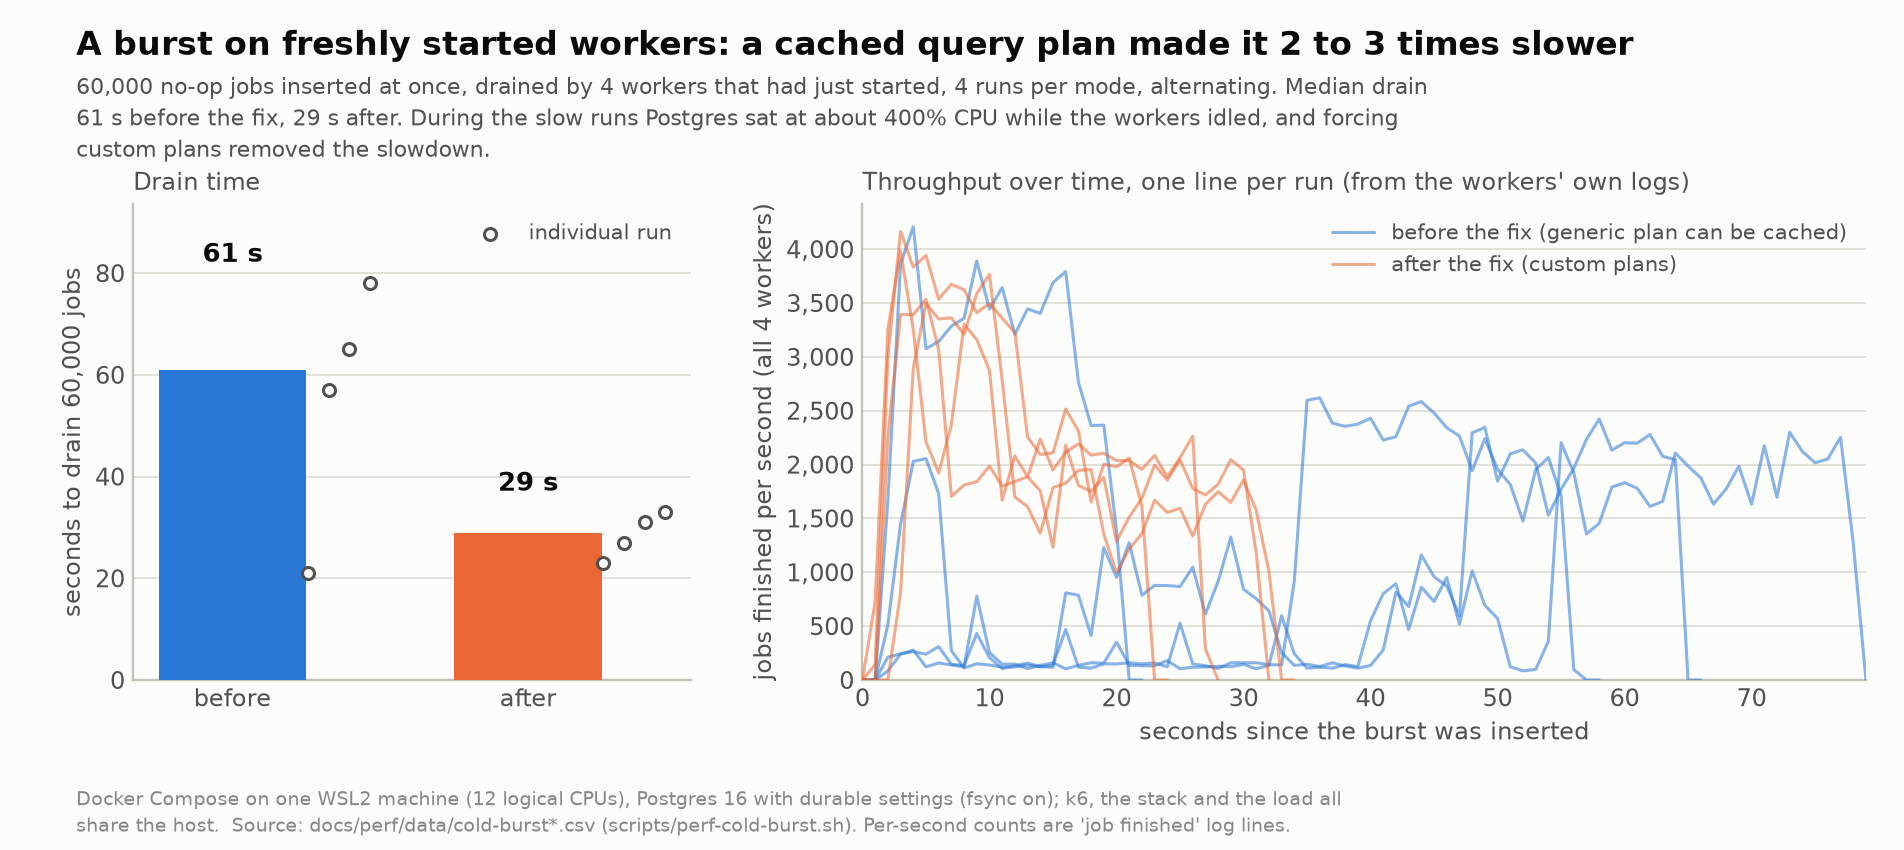 A burst on freshly started workers: a cached query plan made it 2 to 3 times slower
60,000 no-op jobs inserted at once, drained by 4 workers that had just started, 4 runs per mode, alternating. Median drain
61 s before the fix, 29 s after. During the slow runs Postgres sat at about 400% CPU while the workers idled, and forcing
custom plans removed the slowdown.
Drain time
seconds to drain 60,000 jobs
80
60
40
20
0
61 s
29 s
individual run
before
after
Throughput over time, one line per run (from the workers' own logs)
jobs finished per second (all 4 workers)
4,000
3,500
3,000
2,500
2,000
1,500
1,000
500
0
before the fix (generic plan can be cached)
after the fix (custom plans)
0
10
20
30
40
50
60
70
seconds since the burst was inserted
Docker Compose on one WSL2 machine (12 logical CPUs), Postgres 16 with durable settings (fsync on); k6, the stack and the load all
share the host.  Source: docs/perf/data/cold-burst*.csv (scripts/perf-cold-burst.sh). Per-second counts are 'job finished' log lines.